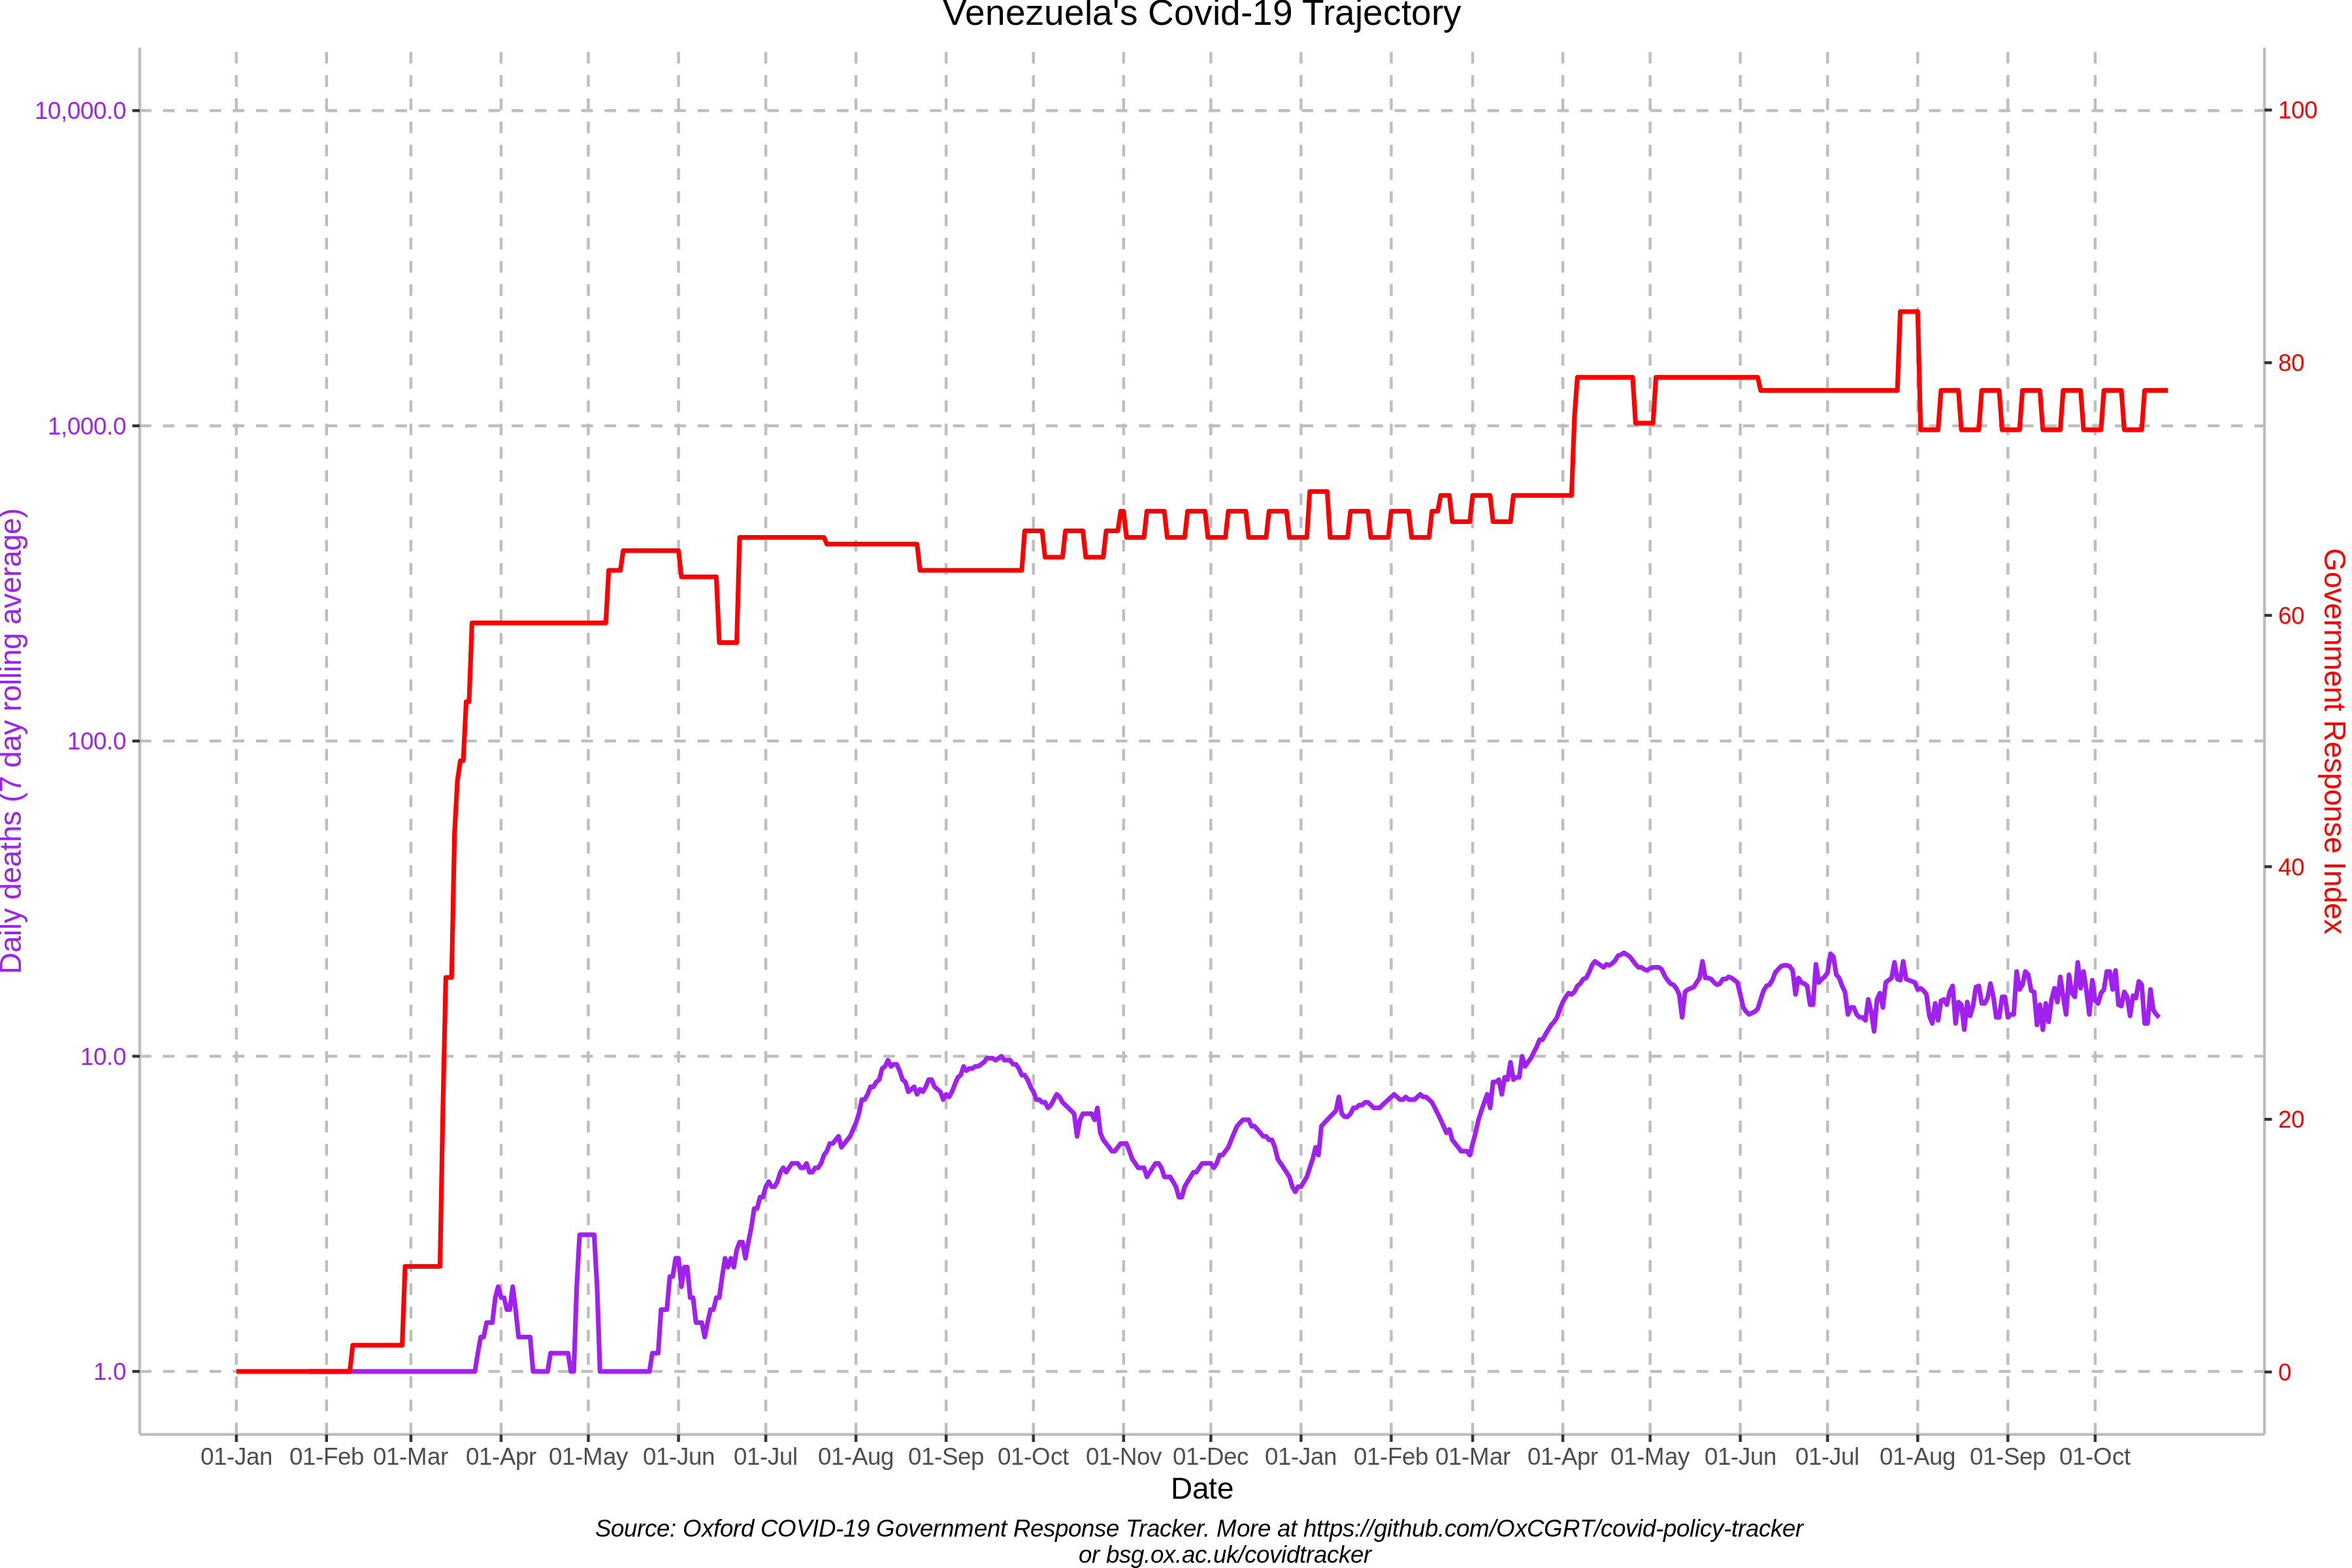 Venezuela's Covid-19 Trajectory
Daily deaths (7 day rolling average)
10,000.0
1,000.0
100.0
10.0
1.0
Government Response Index
100
80
60
40
20
0
01-Jan 01-Feb 01-Mar 01-Apr 01-May 01-Jun 01-Jul 01-Aug 01-Sep 01-Oct 01-Nov 01-Dec 01-Jan 01-Feb 01-Mar 01-Apr 01-May 01-Jun 01-Jul 01-Aug 01-Sep 01-Oct
Date
Source: Oxford COVID-19 Government Response Tracker. More at https://github.com/OxCGRT/covid-policy-tracker
or bsg.ox.ac.uk/covidtracker